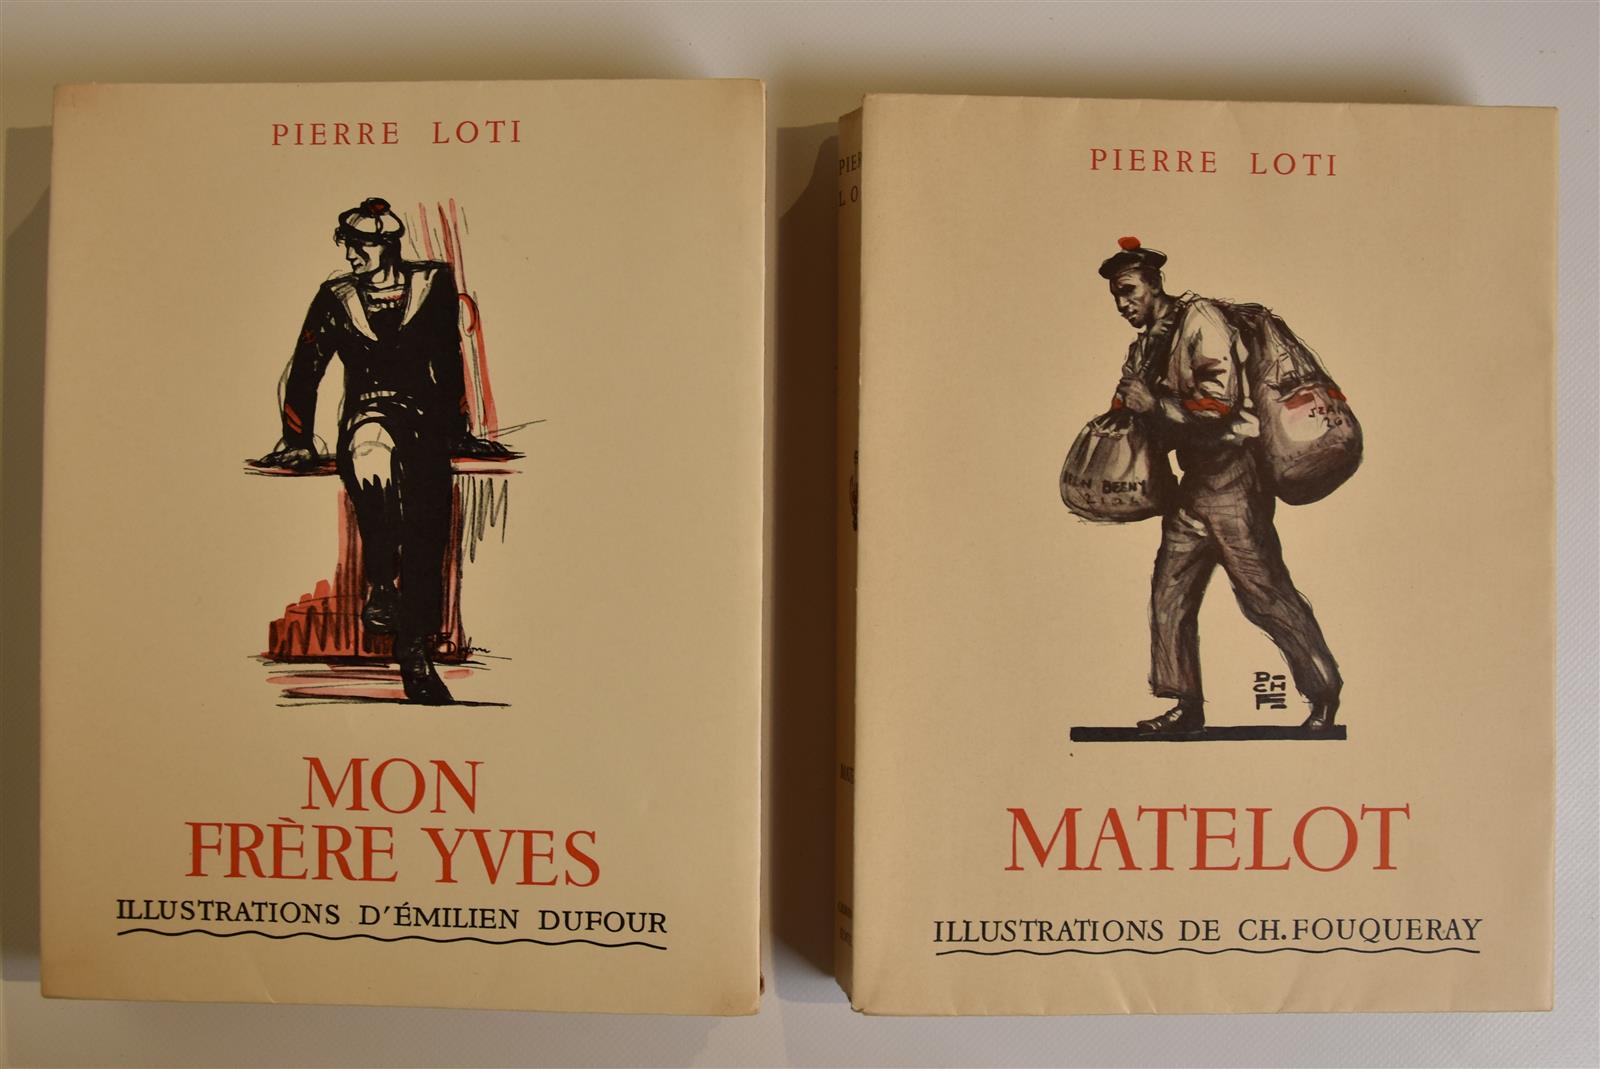 PIERRE LOTI
MON
FRÈRE YVES
ILLUSTRATIONS D'ÉMILIEN DUFOUR
PIERRE LOTI
MATELOT
ILLUSTRATIONS DE CH. FOUQUERAY